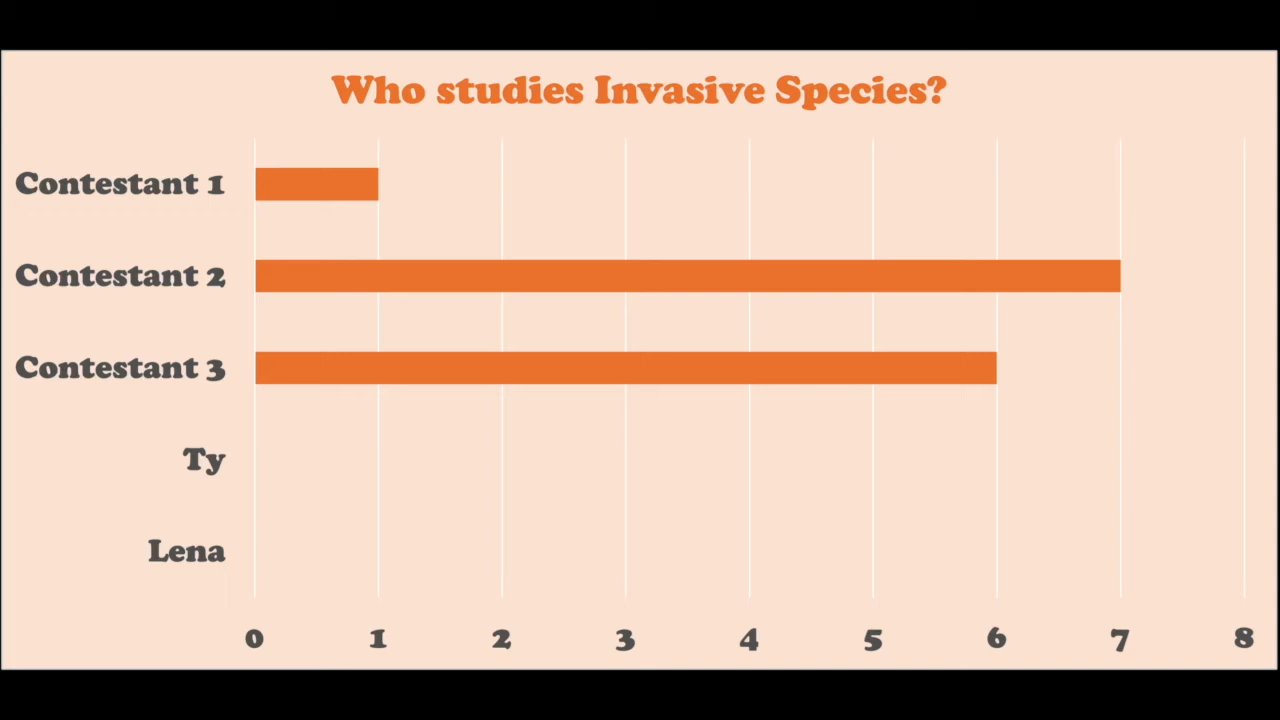 Who studies Invasive Species?
Contestant 1
Contestant 2
Contestant 3
Ty
Lena
0 1 2 3 4 5 6 7 8